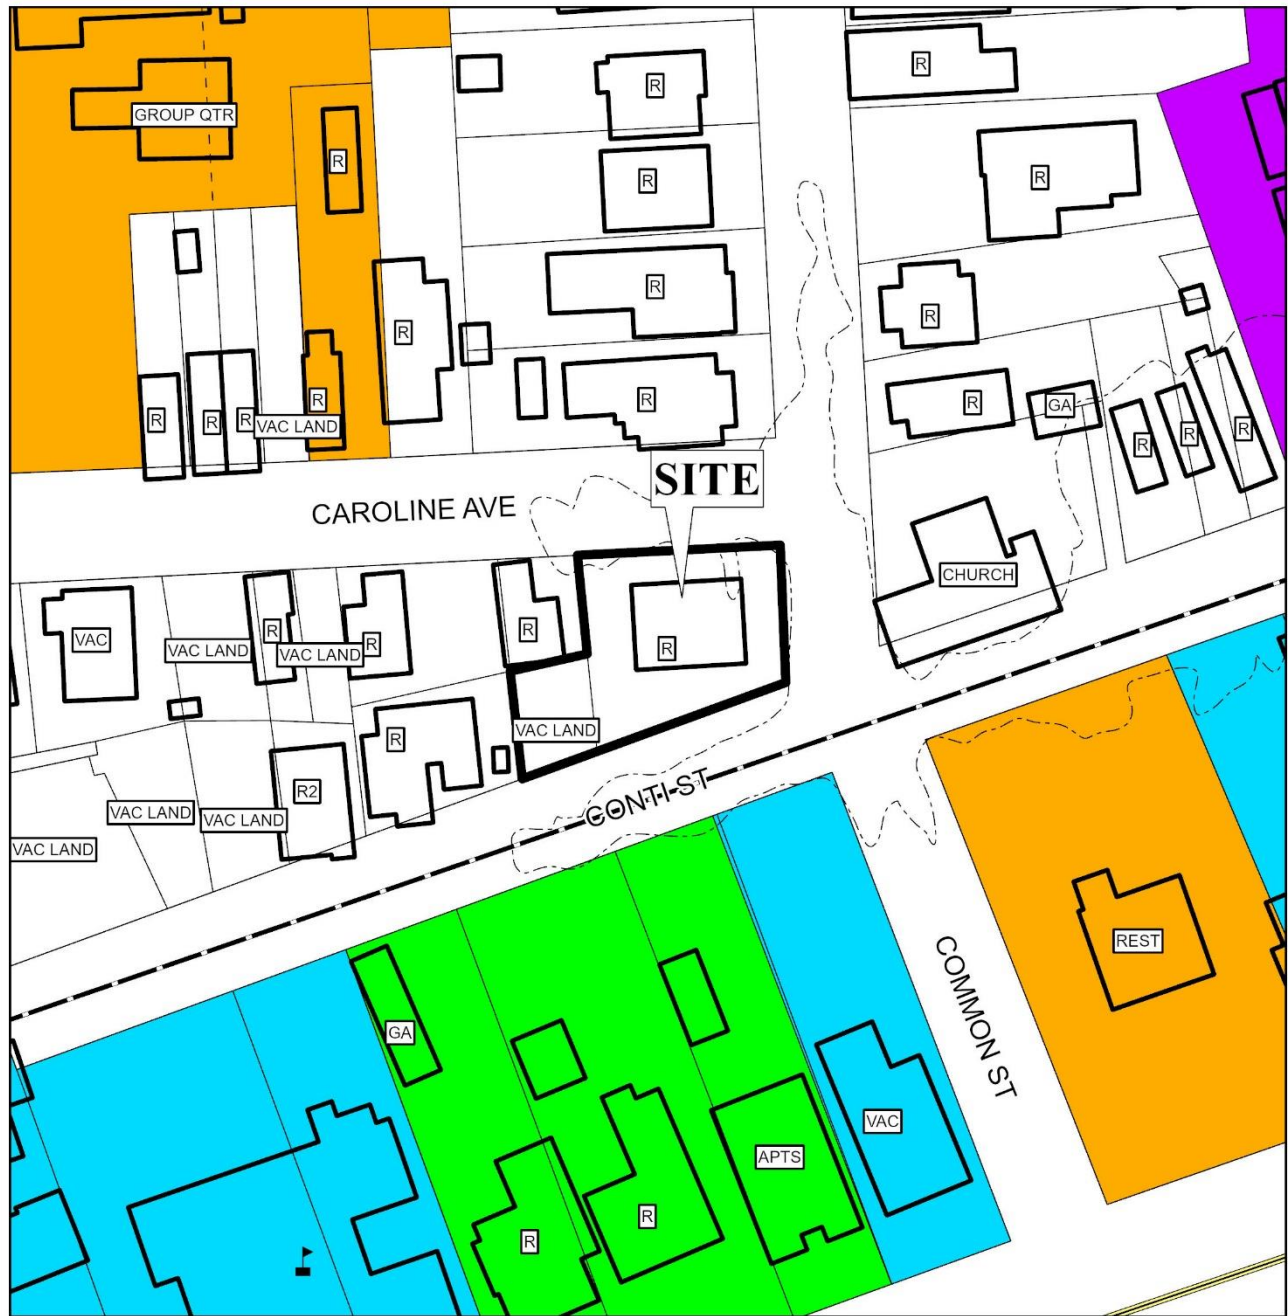 R
R
GROUP QTR
R
R
R
R
R
R
R
R
R
R
R
GA
R
R
R
R
R
VAC LAND
R
R
R
SITE
CAROLINE AVE
CHURCH
VAC
R
VAC LAND
VAC LAND
R
R
R
VAC LAND
R
R2
CONTI ST
VAC LAND
VAC LAND
VAC LAND
REST
COMMON ST
GA
VAC
APTS
R
R